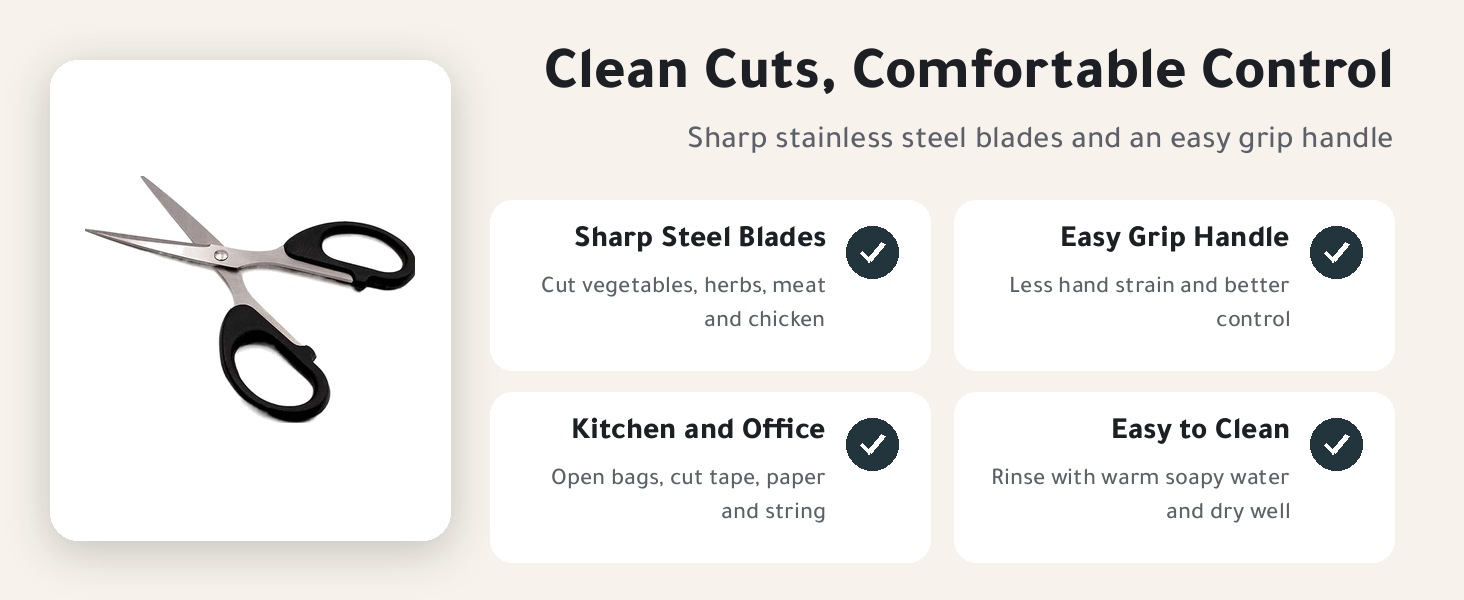 Clean Cuts, Comfortable Control
Sharp stainless steel blades and an easy grip handle
Sharp Steel Blades
Cut vegetables, herbs, meat
and chicken
Easy Grip Handle
Less hand strain and better
control
Kitchen and Office
Open bags, cut tape, paper
and string
Easy to Clean
Rinse with warm soapy water
and dry well